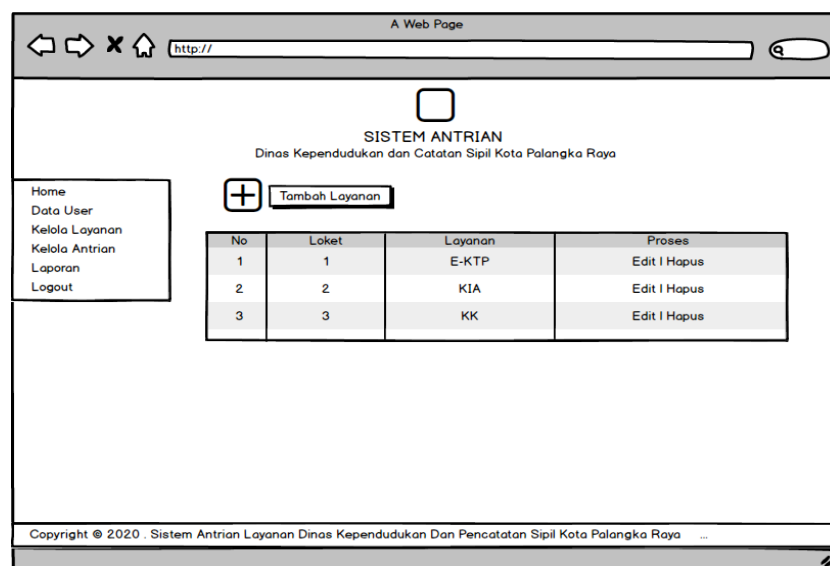 A Web Page
http://
SISTEM ANTRIAN
Dinas Kependudukan dan Catatan Sipil Kota Palangka Raya
Home
Data User
Kelola Layanan
Kelola Antrian
Laporan
Logout
Tambah Layanan
No Loket Layanan Proses
1 1 E-KTP Edit | Hapus
2 2 KIA Edit | Hapus
3 3 KK Edit | Hapus
Copyright © 2020 . Sistem Antrian Layanan Dinas Kependudukan Dan Pencatatan Sipil Kota Palangka Raya ...